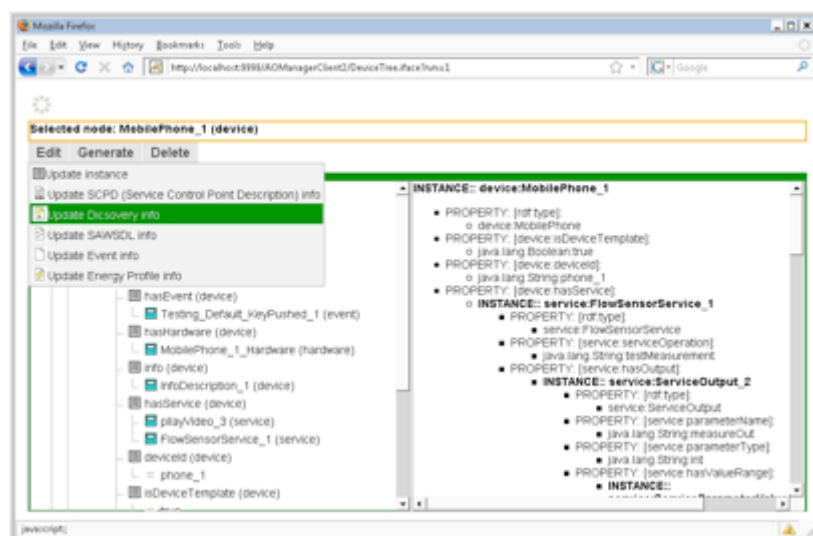 Mozilla Firefox
File Edit View History Bookmarks Tools Help
http://localhost:9999/AOManagerClient2/DeviceTree.iface?rvn=1
Google
Selected node: MobilePhone_1 (device)
Edit Generate Delete
Update instance
Update SCPD (Service Control Point Description) info
Update Dicsovery info
Update SAWSDL info
Update Event info
Update Energy Profile info
hasEvent (device)
Testing_Default_KeyPushed_1 (event)
hasHardware (device)
MobilePhone_1_Hardware (hardware)
info (device)
InfoDescription_1 (device)
hasService (device)
pllayVideo_3 (service)
FlowSensorService_1 (service)
deviceId (device)
= phone_1
isDeviceTemplate (device)
INSTANCE:: device:MobilePhone_1
PROPERTY: [rdf:type]:
device:MobilePhone
PROPERTY: [device:isDeviceTemplate]:
java.lang.Boolean:true
PROPERTY: [device:deviceId]:
java.lang.String:phone_1
PROPERTY: [device:hasService]:
INSTANCE:: service:FlowSensorService_1
PROPERTY: [rdf:type]:
service:FlowSensorService
PROPERTY: [service:serviceOperation]:
java.lang.String:testMeasurement
PROPERTY: [service:hasOutput]:
INSTANCE:: service:ServiceOutput_2
PROPERTY: [rdf:type]:
service:ServiceOutput
PROPERTY: [service:parameterName]:
java.lang.String:measureOut
PROPERTY: [service:parameterType]:
java.lang.String:int
PROPERTY: [service:hasValueRange]:
INSTANCE::
javascript:;